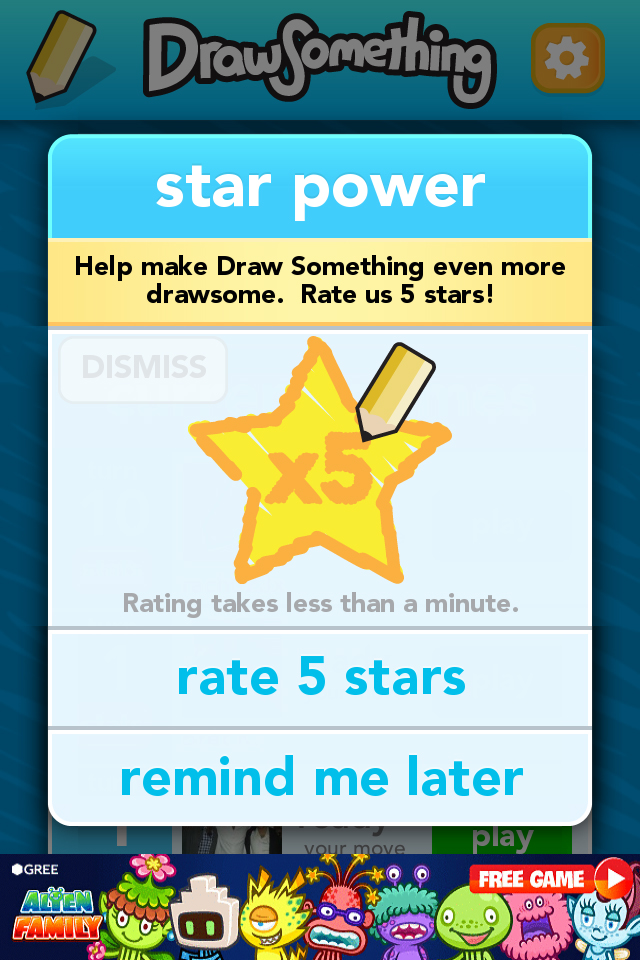 DrawSomething
star power
Help make Draw Something even more
drawsome.  Rate us 5 stars!
DISMISS
x5
Rating takes less than a minute.
rate 5 stars
remind me later
your move
play
GREE
ALIEN
FAMILY
FREE GAME